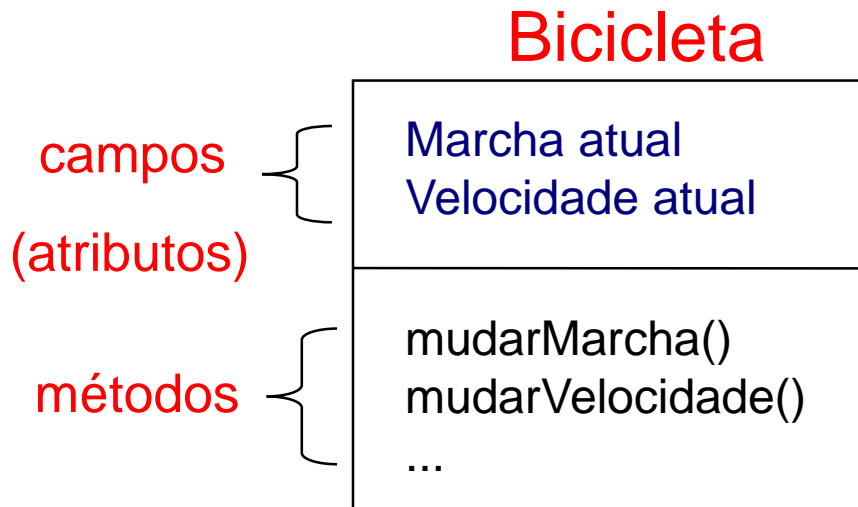 Bicicleta
campos
(atributos)
Marcha atual
Velocidade atual
métodos
mudarMarcha()
mudarVelocidade()
...